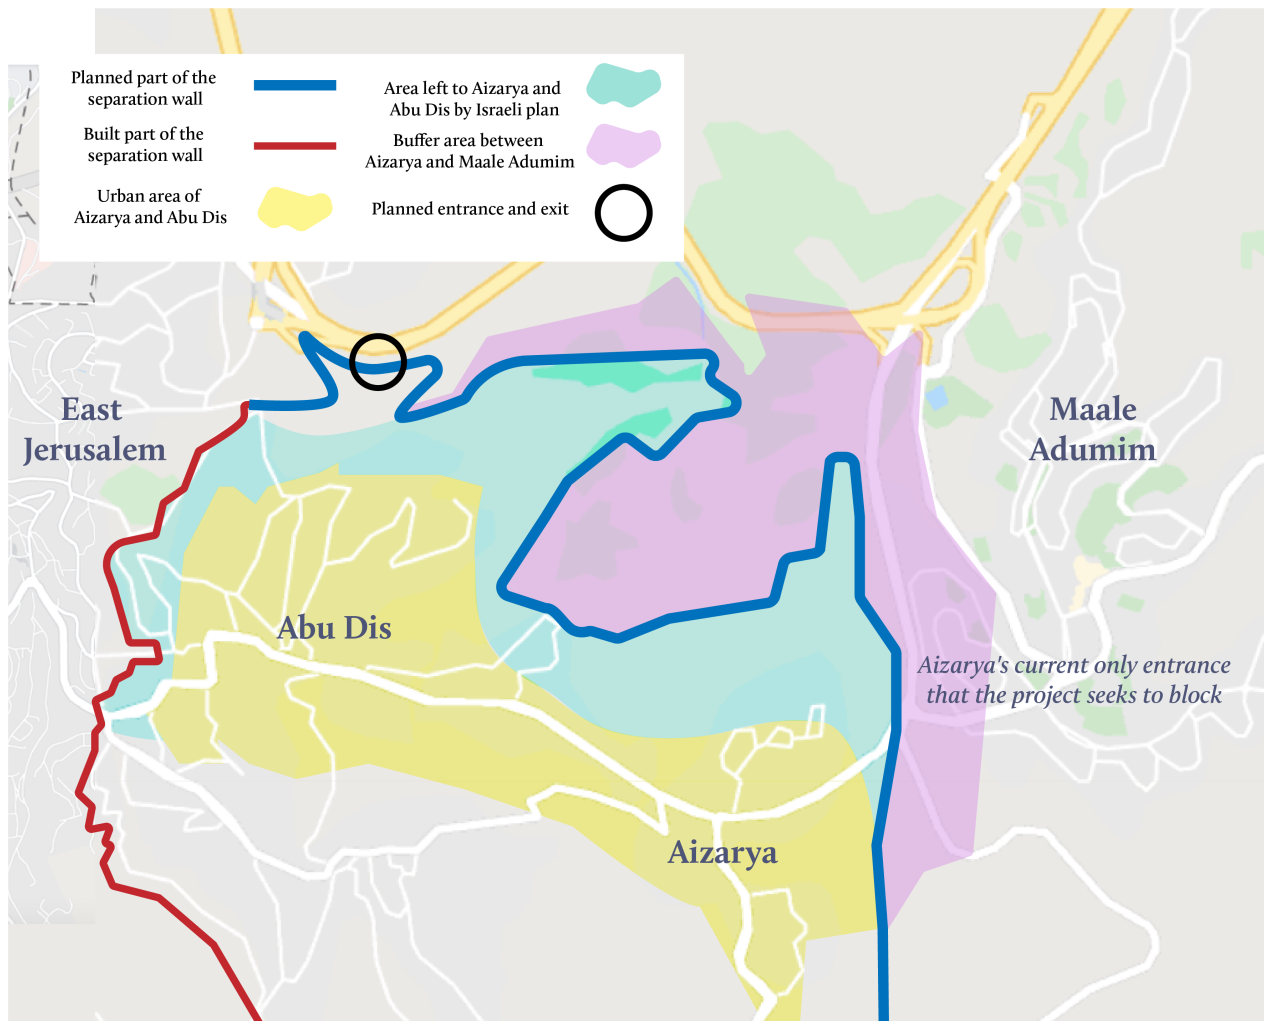 Planned part of the
separation wall
Built part of the
separation wall
Urban area of
Aizarya and Abu Dis
Area left to Aizarya and
Abu Dis by Israeli plan
Buffer area between
Aizarya and Maale Adumim
Planned entrance and exit
East
Jerusalem
Maale
Adumim
Abu Dis
Aizarya's current only entrance
that the project seeks to block
Aizarya